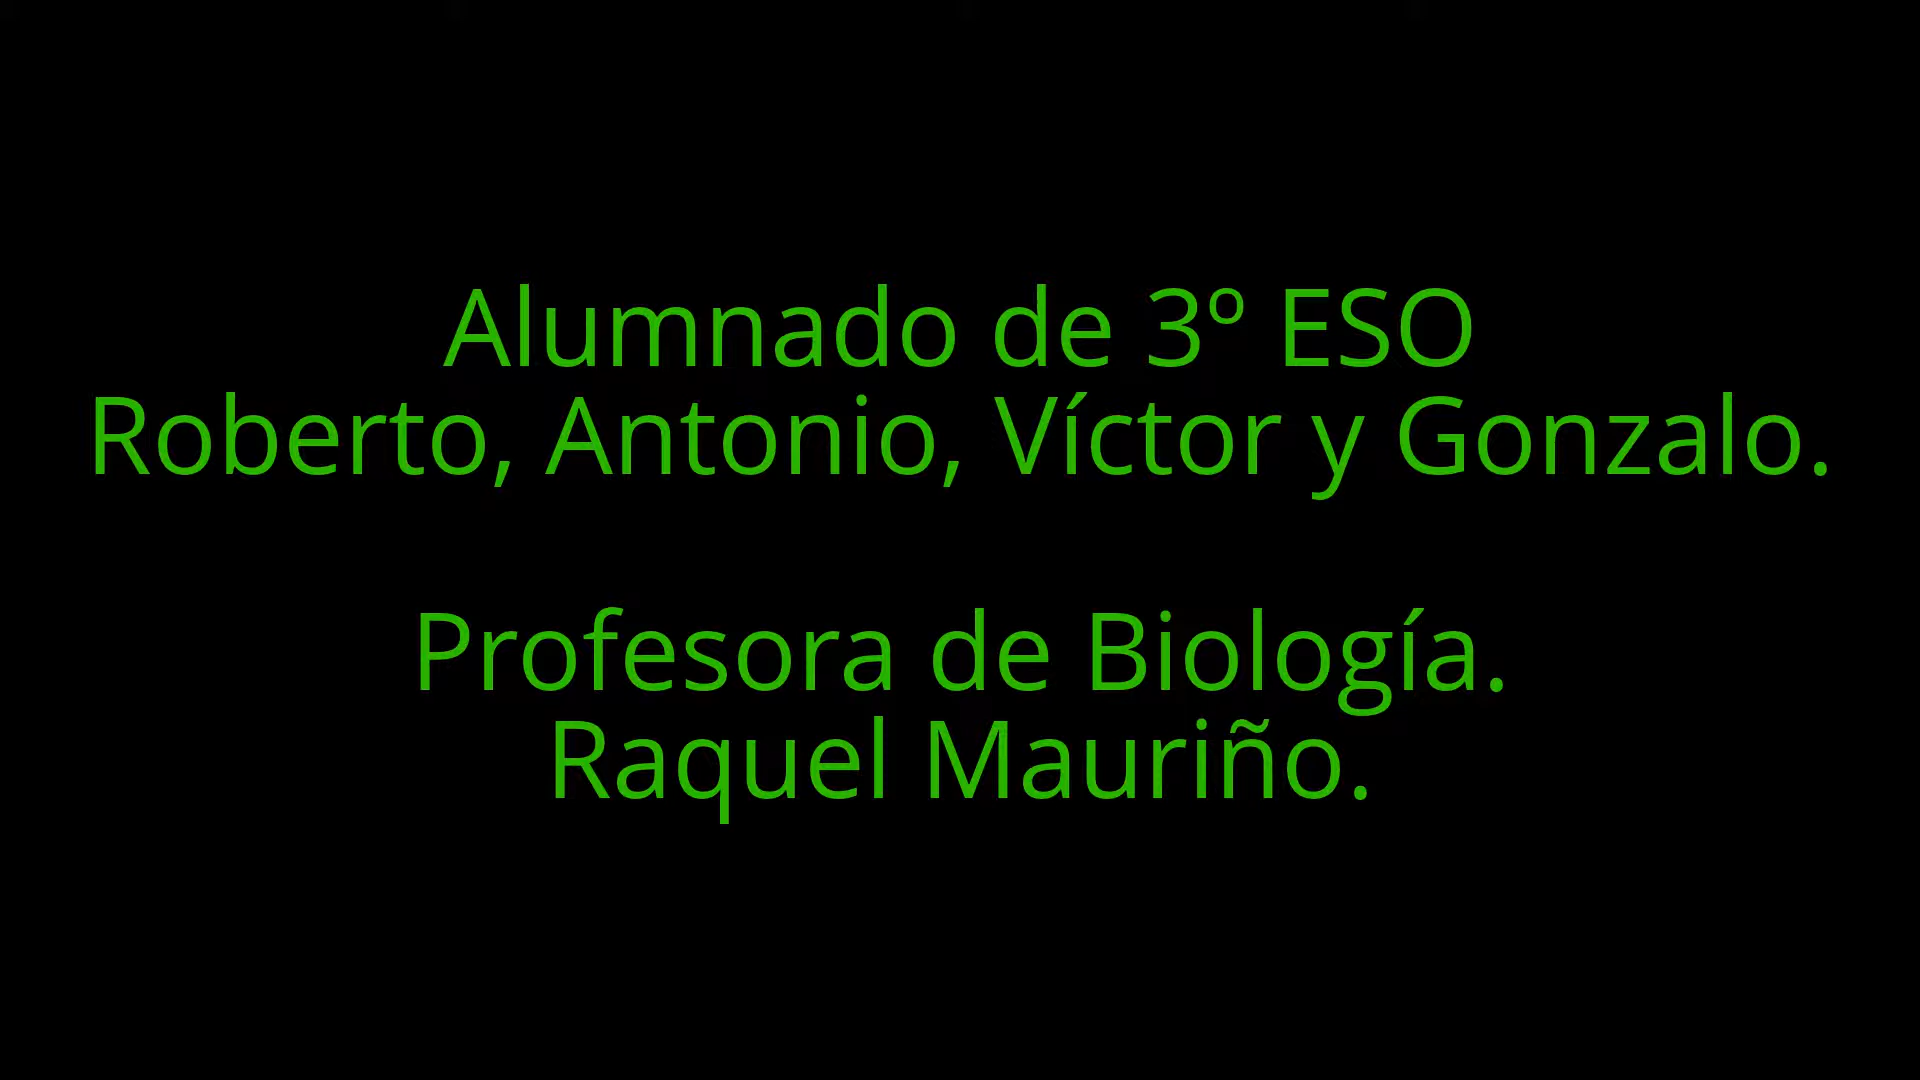 Alumnado de 3º ESO
Roberto, Antonio, Víctor y Gonzalo.
Profesora de Biología.
Raquel Mauriño.